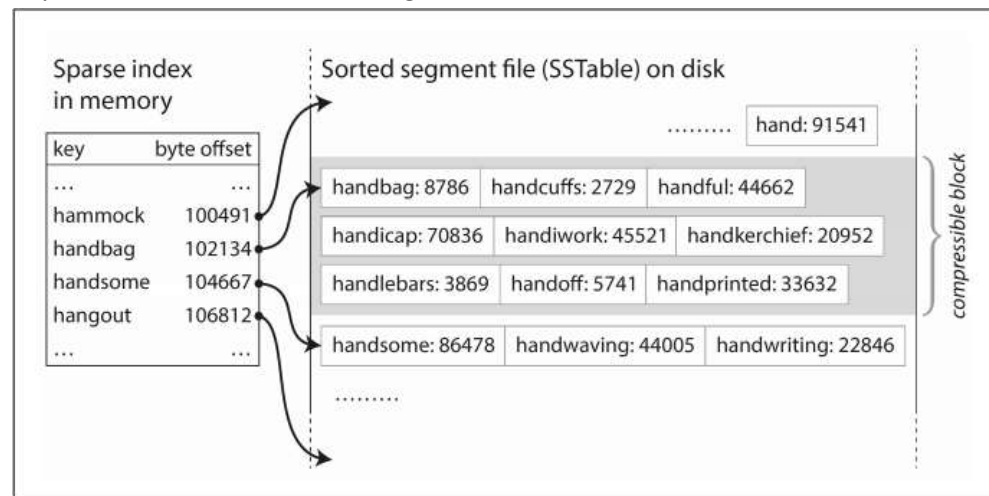 Sparse index
in memory
key byte offset
... ...
hammock 100491
handbag 102134
handsome 104667
hangout 106812
... ...
Sorted segment file (SSTable) on disk
......... hand: 91541
handbag: 8786 handcuffs: 2729 handful: 44662
handicap: 70836 handiwork: 45521 handkerchief: 20952
handlebars: 3869 handoff: 5741 handprinted: 33632
handsome: 86478 handwaving: 44005 handwriting: 22846
.........
compressible block